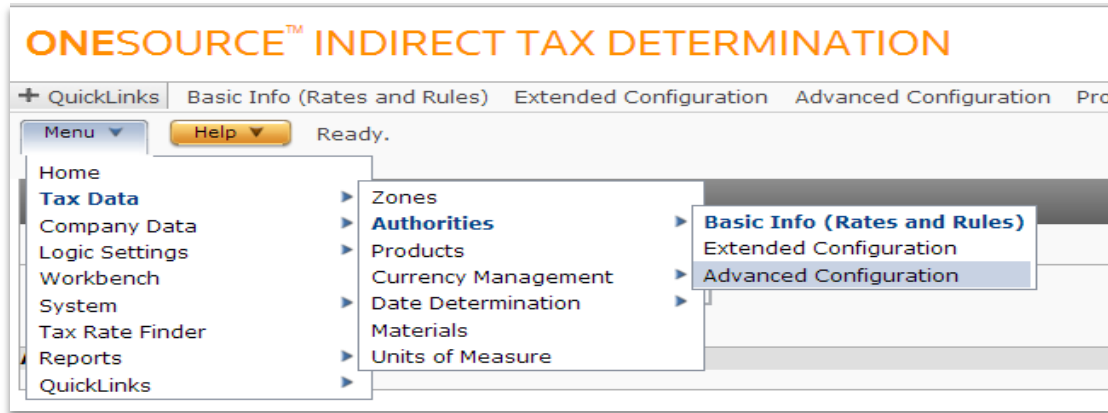 ONESOURCE™ INDIRECT TAX DETERMINATION
+ QuickLinks Basic Info (Rates and Rules) Extended Configuration Advanced Configuration Pro
Menu ▼ Help ▼ Ready.
Home
Tax Data
Company Data
Logic Settings
Workbench
System
Tax Rate Finder
Reports
QuickLinks
Zones
Authorities
Products
Currency Management
Date Determination
Materials
Units of Measure
Basic Info (Rates and Rules)
Extended Configuration
Advanced Configuration